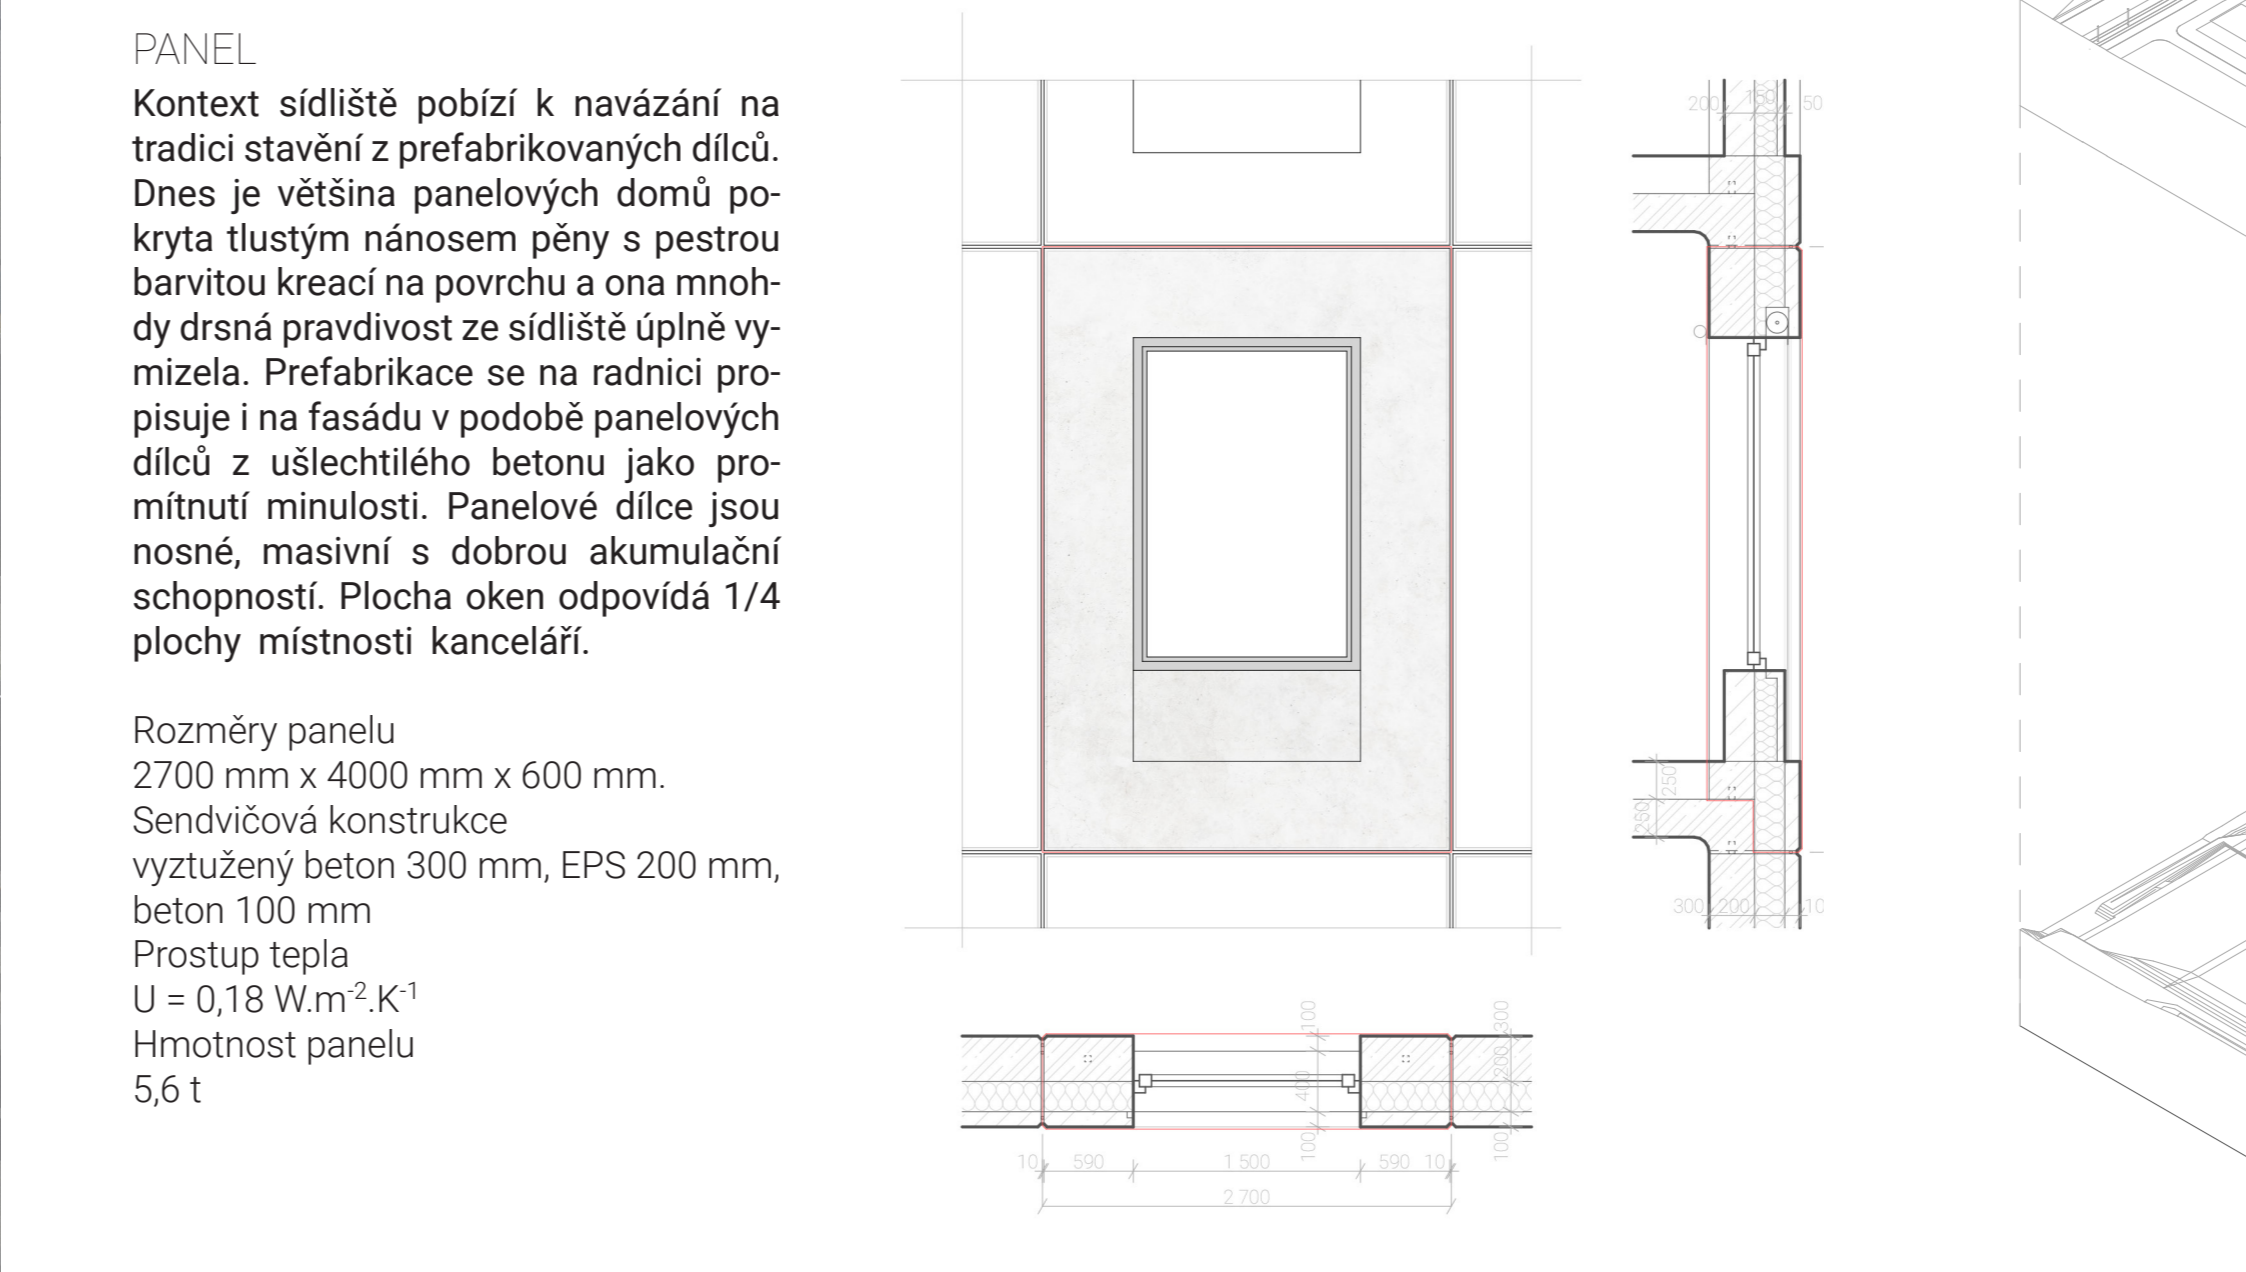 PANEL
Kontext sídliště pobízí k navázání na
tradici stavění z prefabrikovaných dílců.
Dnes je většina panelových domů po-
kryta tlustým nánosem pěny s pestrou
barvitou kreací na povrchu a ona mnoh-
dy drsná pravdivost ze sídliště úplně vy-
mizela. Prefabrikace se na radnici pro-
pisuje i na fasádu v podobě panelových
dílců z ušlechtilého betonu jako pro-
mítnutí minulosti. Panelové dílce jsou
nosné, masivní s dobrou akumulační
schopností. Plocha oken odpovídá 1/4
plochy místnosti kanceláří.
Rozměry panelu
2700 mm x 4000 mm x 600 mm.
Sendvičová konstrukce
vyztužený beton 300 mm, EPS 200 mm,
beton 100 mm
Prostup tepla
U = 0,18 W.m⁻².K⁻¹
Hmotnost panelu
5,6 t
200 150 50
250
250
300 200 10
100
400
100
300
200
100
10 590 1 500 590 10
2 700